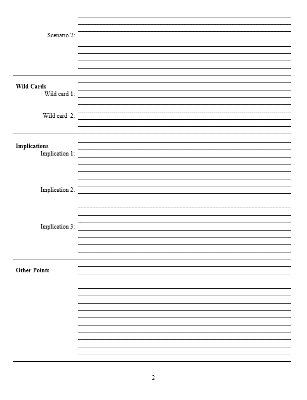 Scenario 2:
Wild Cards
Wild card 1:
Wild card 2:
Implications
Implication 1:
Implication 2:
Implication 3:
Other Points
2